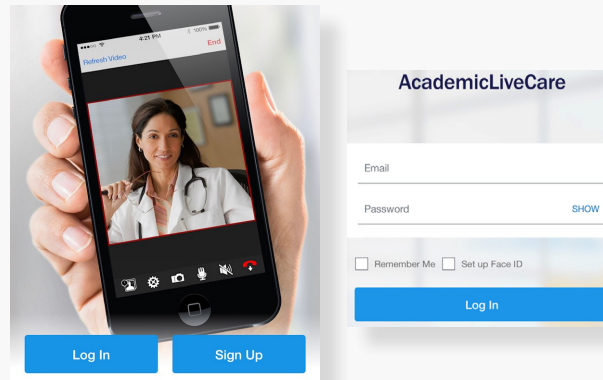 4:21 PM
100%
Refresh Video
End
Log In
Sign Up
AcademicLiveCare
Email
Password
SHOW
Remember Me
Set up Face ID
Log In